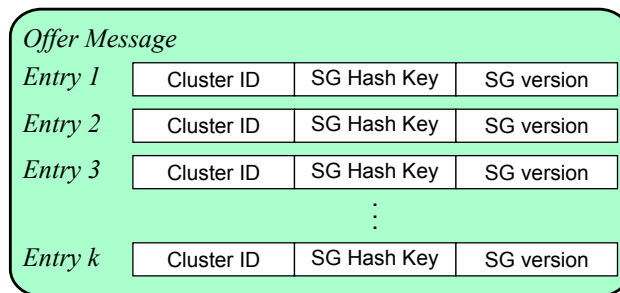 Offer Message
Entry 1 Cluster ID SG Hash Key SG version
Entry 2 Cluster ID SG Hash Key SG version
Entry 3 Cluster ID SG Hash Key SG version
⋮
Entry k Cluster ID SG Hash Key SG version